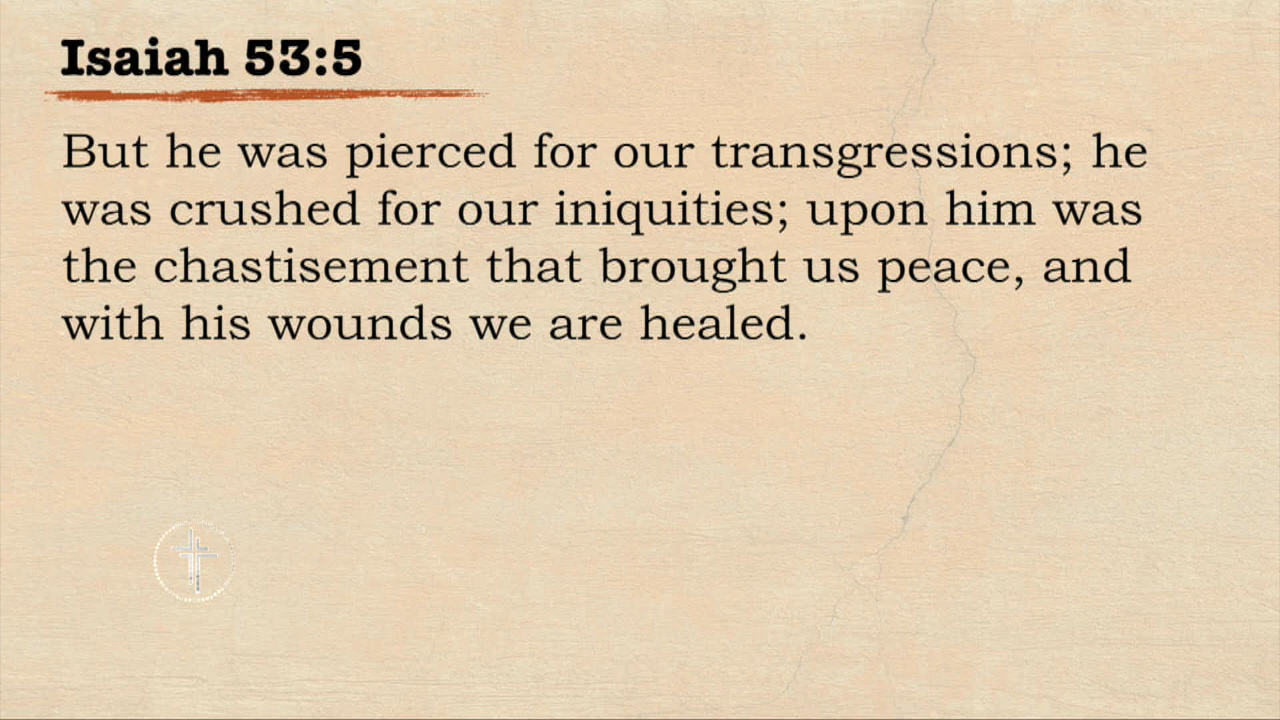 Isaiah 53:5
But he was pierced for our transgressions; he
was crushed for our iniquities; upon him was
the chastisement that brought us peace, and
with his wounds we are healed.